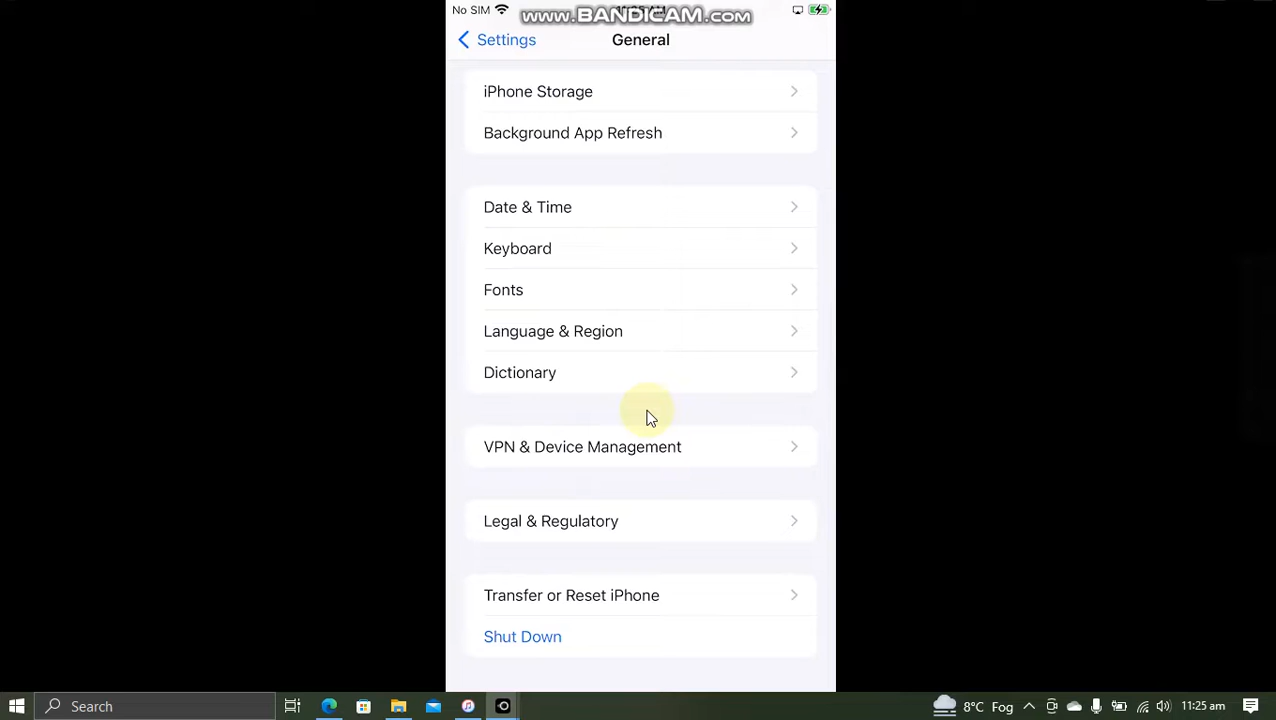 No SIM
www.BANDICAM.com
Settings
General
iPhone Storage
Background App Refresh
Date & Time
Keyboard
Fonts
Language & Region
Dictionary
VPN & Device Management
Legal & Regulatory
Transfer or Reset iPhone
Shut Down
Search
8°C Fog
11:25 am